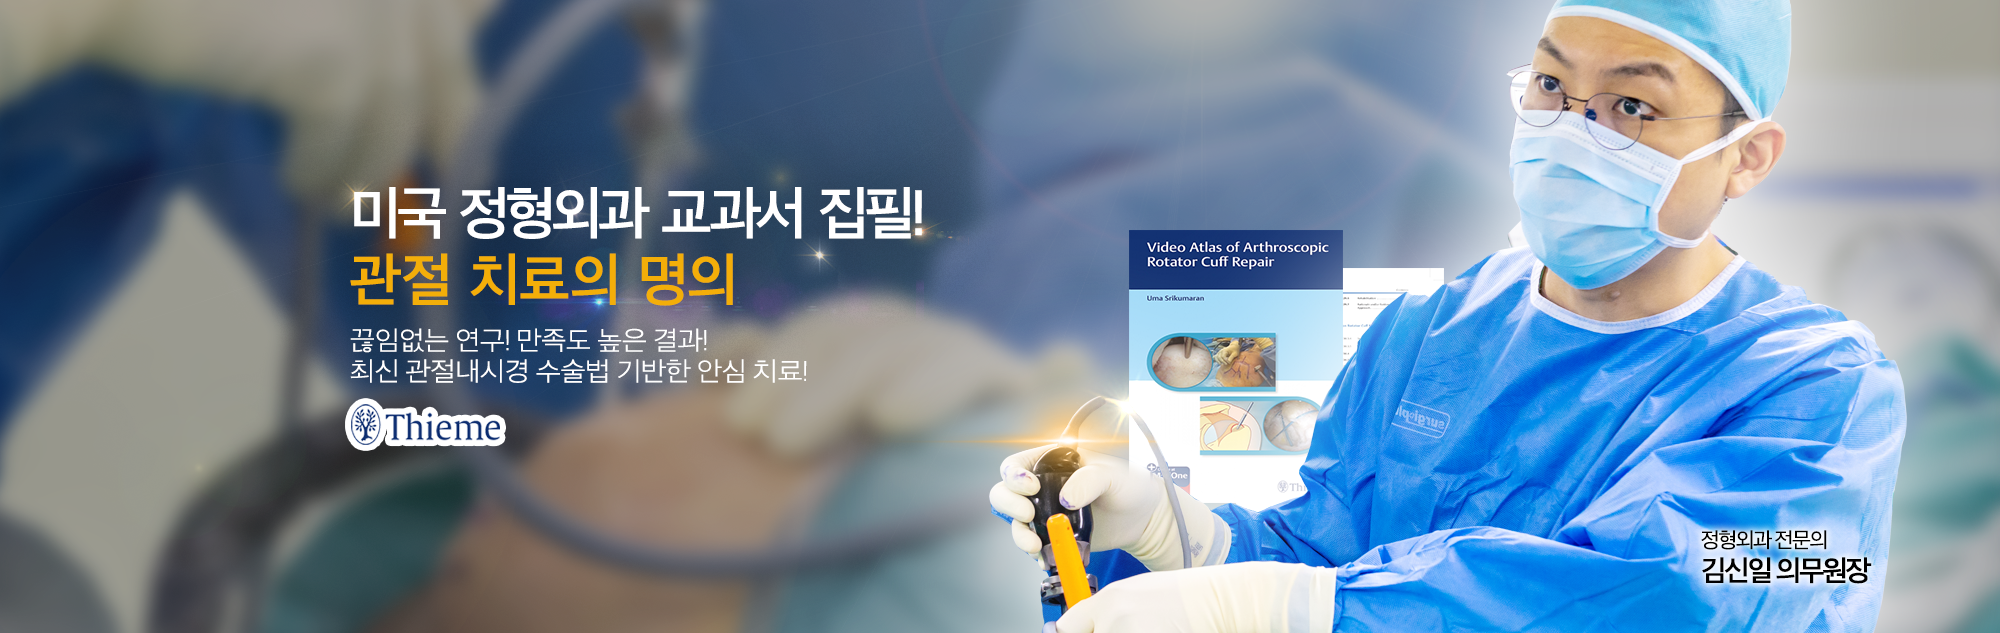 미국 정형외과 교과서 집필!
관절 치료의 명의
끊임없는 연구! 만족도 높은 결과!
최신 관절내시경 수술법 기반한 안심 치료!
Thieme
Video Atlas of Arthroscopic
Rotator Cuff Repair
Uma Srikumaran
One
Th
정형외과 전문의
김신일 의무원장